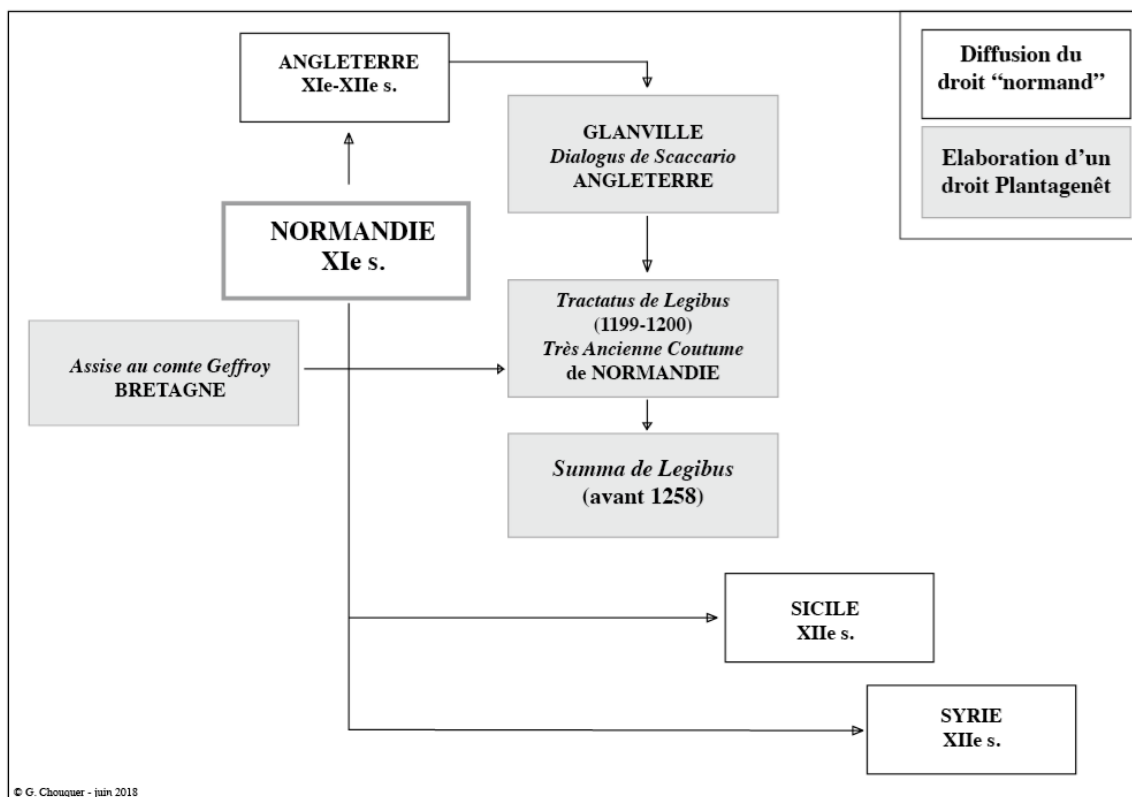 ANGLETERRE
XIe-XIIe s.
GLANVILLE
Dialogus de Scaccario
ANGLETERRE
Diffusion du
droit “normand”
Elaboration d’un
droit Plantagenêt
NORMANDIE
XIe s.
Assise au comte Geffroy
BRETAGNE
Tractatus de Legibus
(1199-1200)
Très Ancienne Coutume
de NORMANDIE
Summa de Legibus
(avant 1258)
SICILE
XIIe s.
SYRIE
XIIe s.
© G. Chouquer - juin 2018